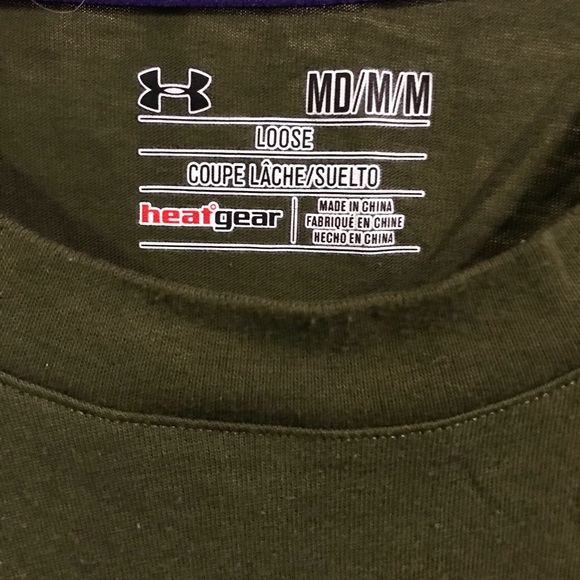 MD/M/M
LOOSE
COUPE LÂCHE/SUELTO
heatgear
MADE IN CHINA
FABRIQUÉ EN CHINE
HECHO EN CHINA